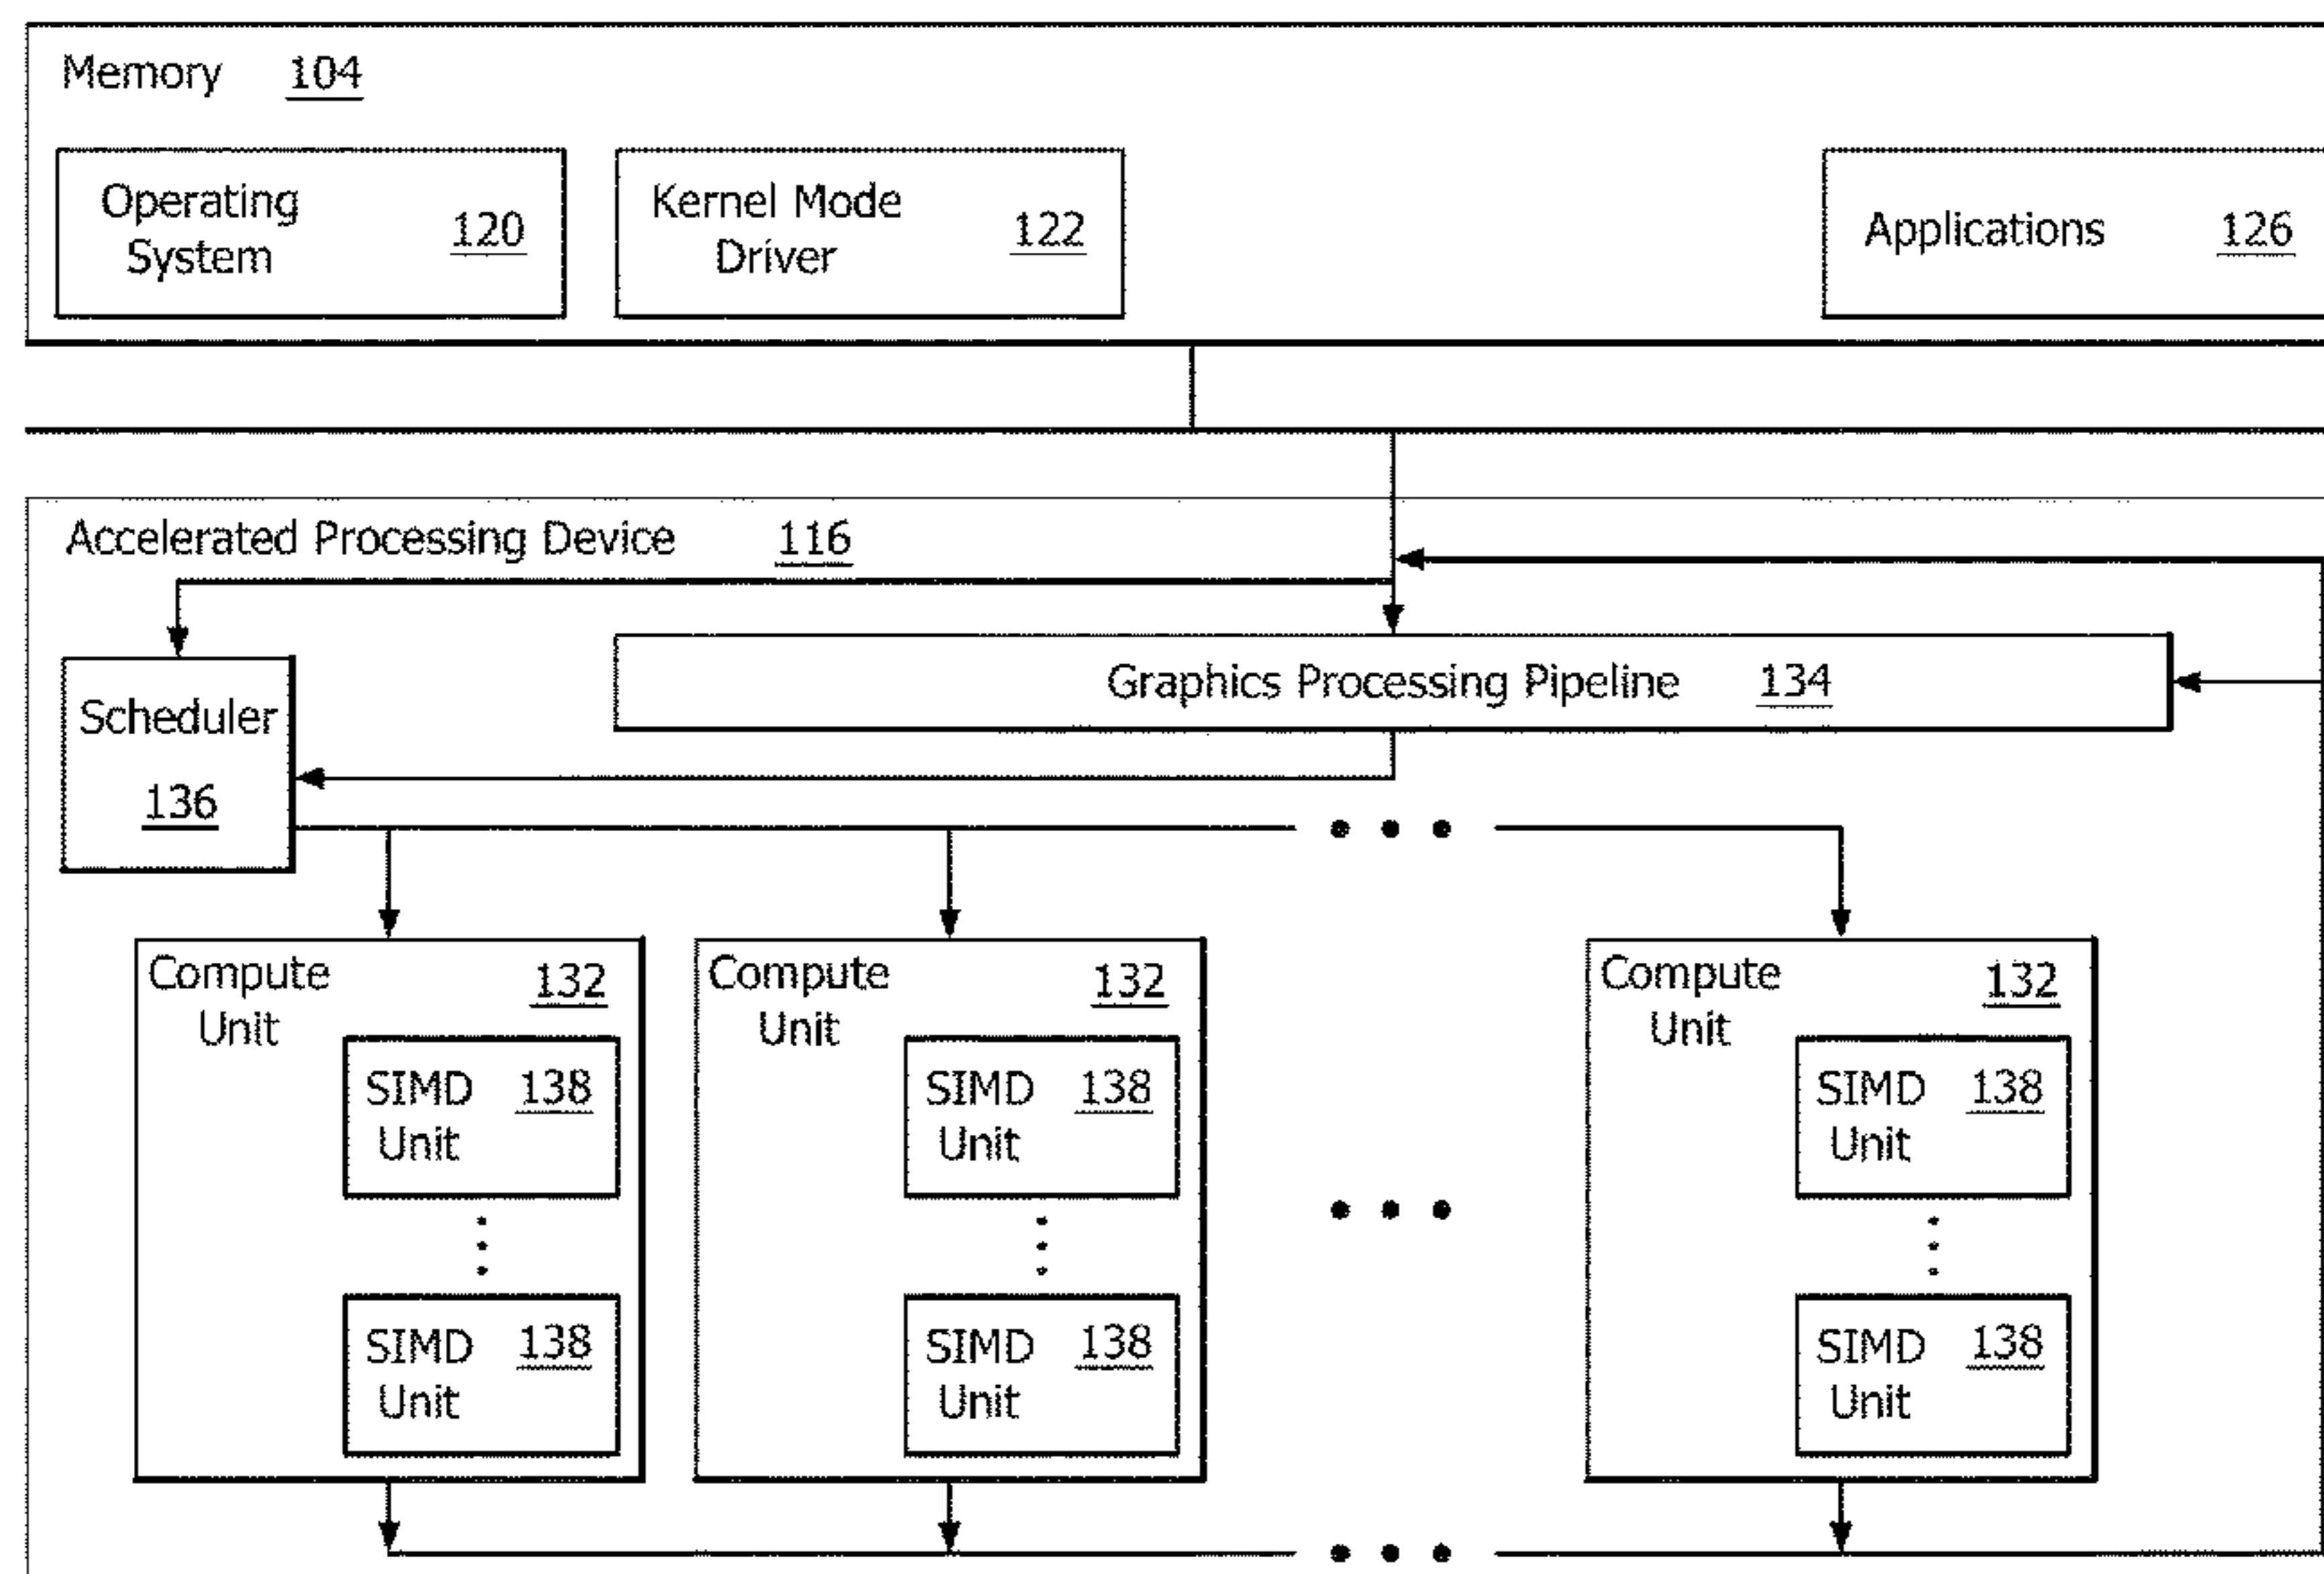 Memory 104
Operating
System 120
Kernel Mode
Driver 122
Applications 126
Accelerated Processing Device 116
Graphics Processing Pipeline 134
Scheduler
136
Compute
Unit 132
SIMD
Unit 138
SIMD
Unit 138
Compute
Unit 132
SIMD
Unit 138
SIMD
Unit 138
Compute
Unit 132
SIMD
Unit 138
SIMD
Unit 138